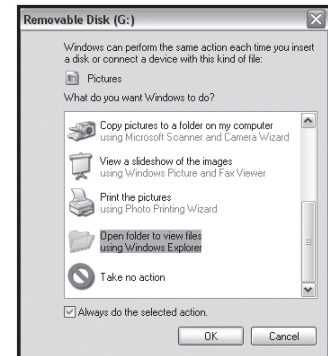 Removable Disk (G:)
Windows can perform the same action each time you insert
a disk or connect a device with this kind of file:
Pictures
What do you want Windows to do?
Copy pictures to a folder on my computer
using Microsoft Scanner and Camera Wizard
View a slideshow of the images
using Windows Picture and Fax Viewer
Print the pictures
using Photo Printing Wizard
Open folder to view files
using Windows Explorer
Take no action
Always do the selected action.
OK
Cancel